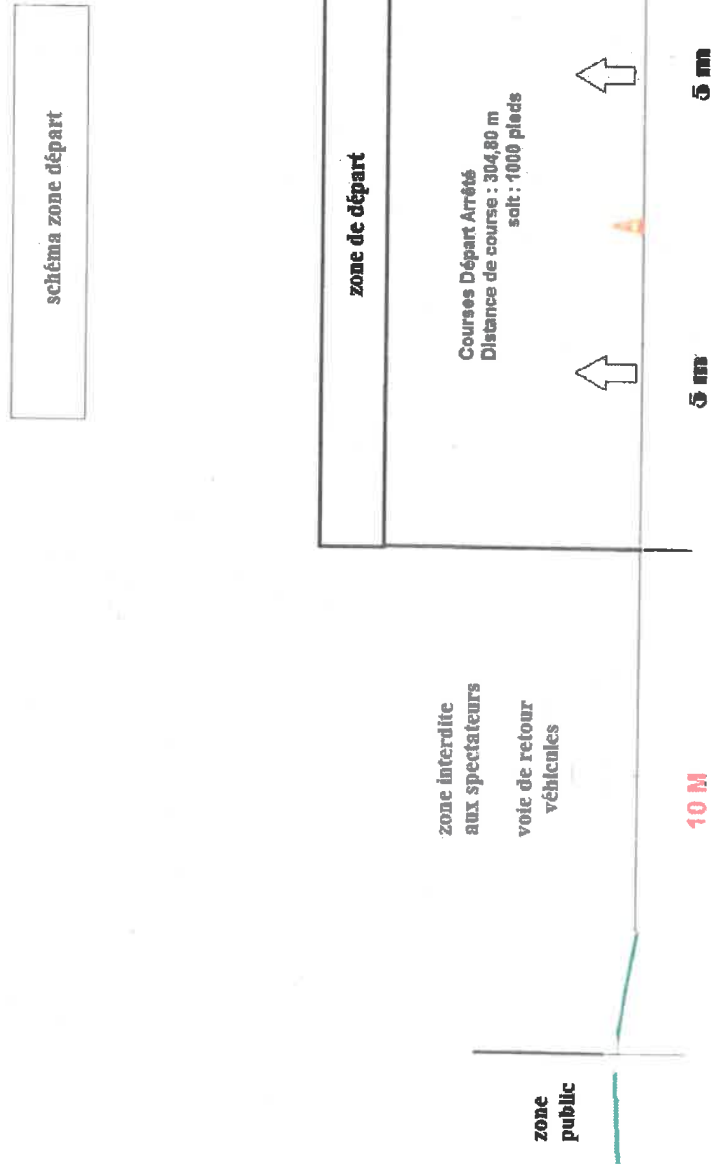 schéma zone départ
zone de départ
Courses Départ Arrêté
Distance de course : 304,80 m
soit : 1000 pieds
zone interdite
aux spectateurs
voie de retour
véhicules
zone
public
10 M
5 m
5 m